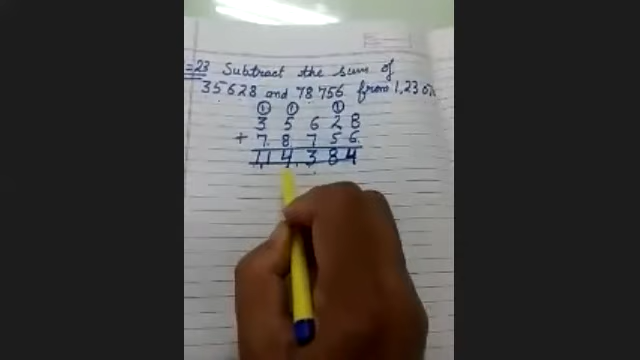 =23 Subtract the sum of
35628 and 78756 from 1,230
① ① ①
3 5 6 2 8
+ 7 8 7 5 6
1 1 4 3 8 4